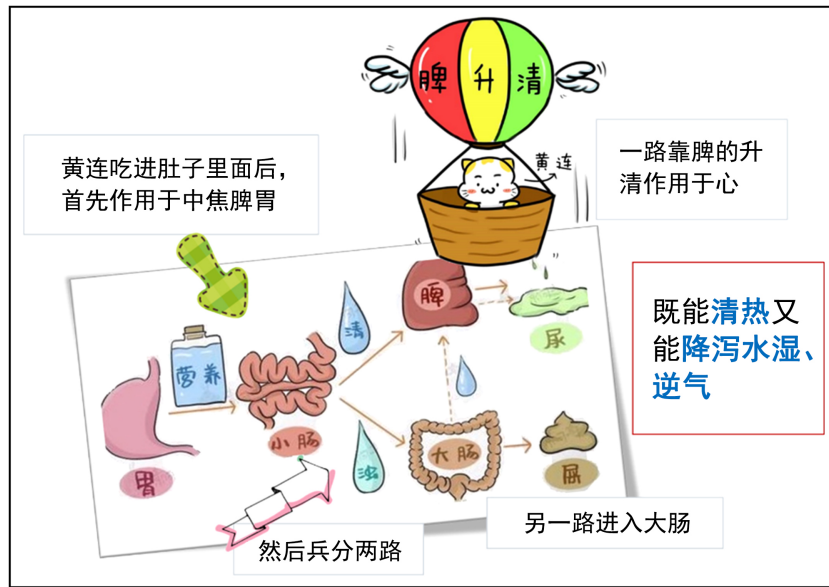 脾升清
黄连
黄连吃进肚子里面后，
首先作用于中焦脾胃
一路靠脾的升
清作用于心
既能清热又
能降泻水湿、
逆气
营养
清
脾
尿
胃
小肠
浊
大肠
屎
然后兵分两路
另一路进入大肠